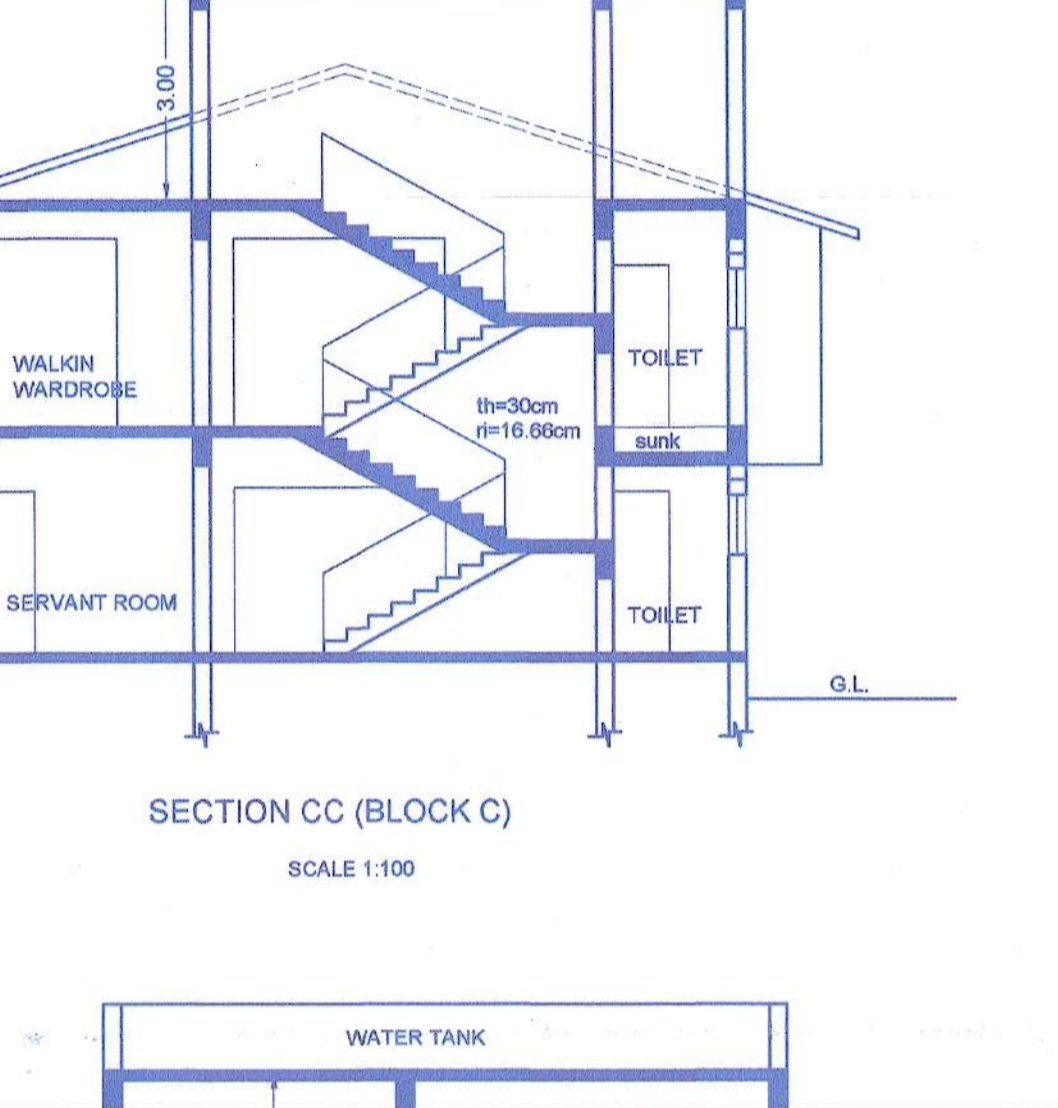 3.00
WALKIN
WARDROBE
TOILET
th=30cm
ri=16.66cm
sunk
SERVANT ROOM
TOILET
G.L.
SECTION CC (BLOCK C)
SCALE 1:100
WATER TANK